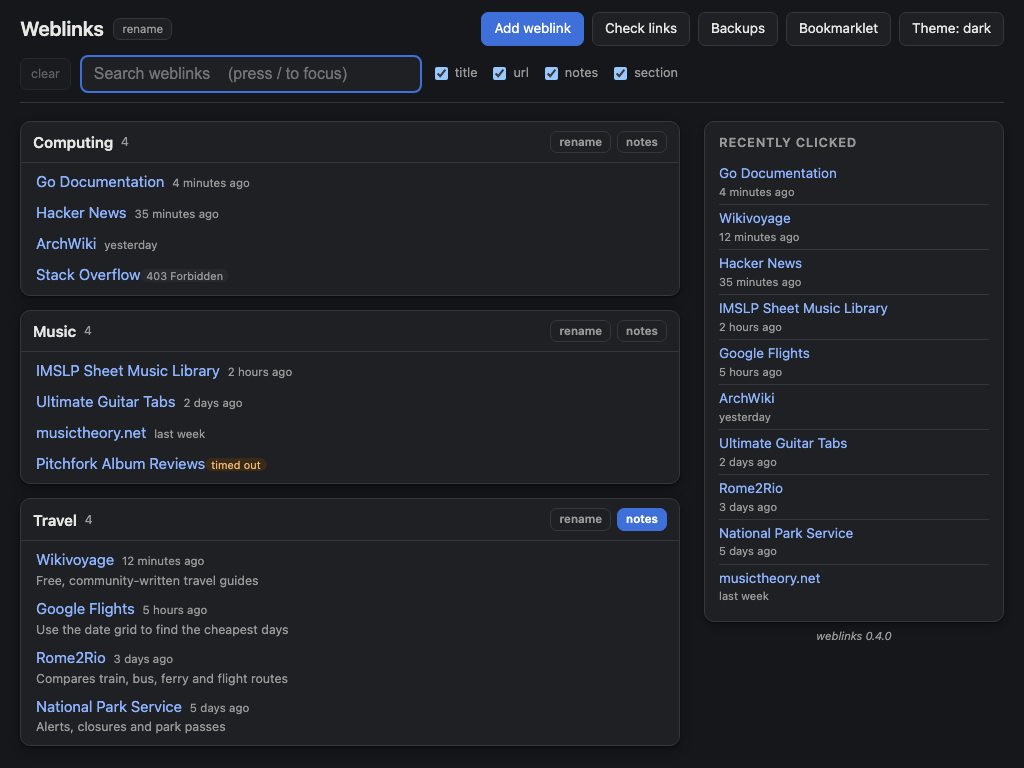 Weblinks rename Add weblink Check links Backups Bookmarklet Theme: dark
clear Search weblinks (press / to focus) title url notes section
Computing 4 rename notes
Go Documentation 4 minutes ago
Hacker News 35 minutes ago
ArchWiki yesterday
Stack Overflow 403 Forbidden
Music 4 rename notes
IMSLP Sheet Music Library 2 hours ago
Ultimate Guitar Tabs 2 days ago
musictheory.net last week
Pitchfork Album Reviews timed out
Travel 4 rename notes
Wikivoyage 12 minutes ago
Free, community-written travel guides
Google Flights 5 hours ago
Use the date grid to find the cheapest days
Rome2Rio 3 days ago
Compares train, bus, ferry and flight routes
National Park Service 5 days ago
Alerts, closures and park passes
RECENTLY CLICKED
Go Documentation
4 minutes ago
Wikivoyage
12 minutes ago
Hacker News
35 minutes ago
IMSLP Sheet Music Library
2 hours ago
Google Flights
5 hours ago
ArchWiki
yesterday
Ultimate Guitar Tabs
2 days ago
Rome2Rio
3 days ago
National Park Service
5 days ago
musictheory.net
last week
weblinks 0.4.0